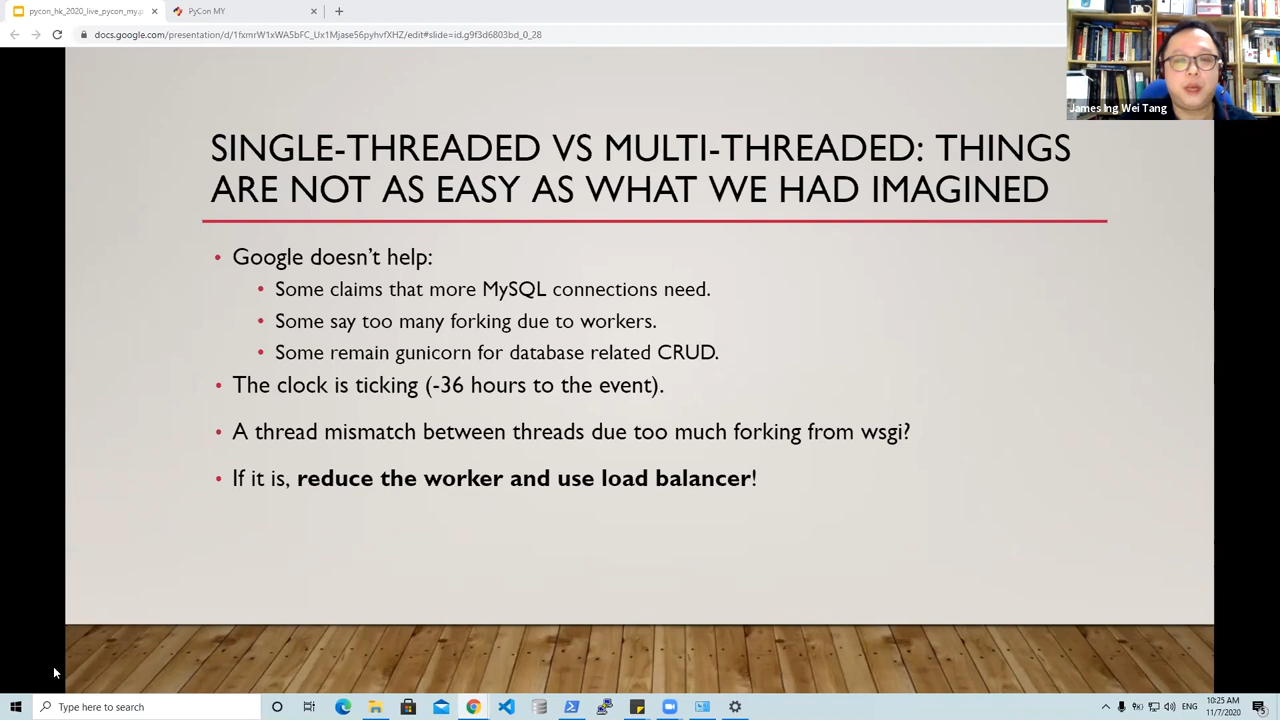 pycon_hk_2020_live_pycon_my.p
PyCon MY
docs.google.com/presentation/d/1fxmrW1xWA5bFC_Ux1Mjase56pyhvfXHZ/edit#slide=id.g9f3d6803bd_0_28
James Ing Wei Tang
SINGLE-THREADED VS MULTI-THREADED: THINGS
ARE NOT AS EASY AS WHAT WE HAD IMAGINED
• Google doesn't help:
• Some claims that more MySQL connections need.
• Some say too many forking due to workers.
• Some remain gunicorn for database related CRUD.
• The clock is ticking (-36 hours to the event).
• A thread mismatch between threads due too much forking from wsgi?
• If it is, reduce the worker and use load balancer!
Type here to search
ENG
10:25 AM
11/7/2020